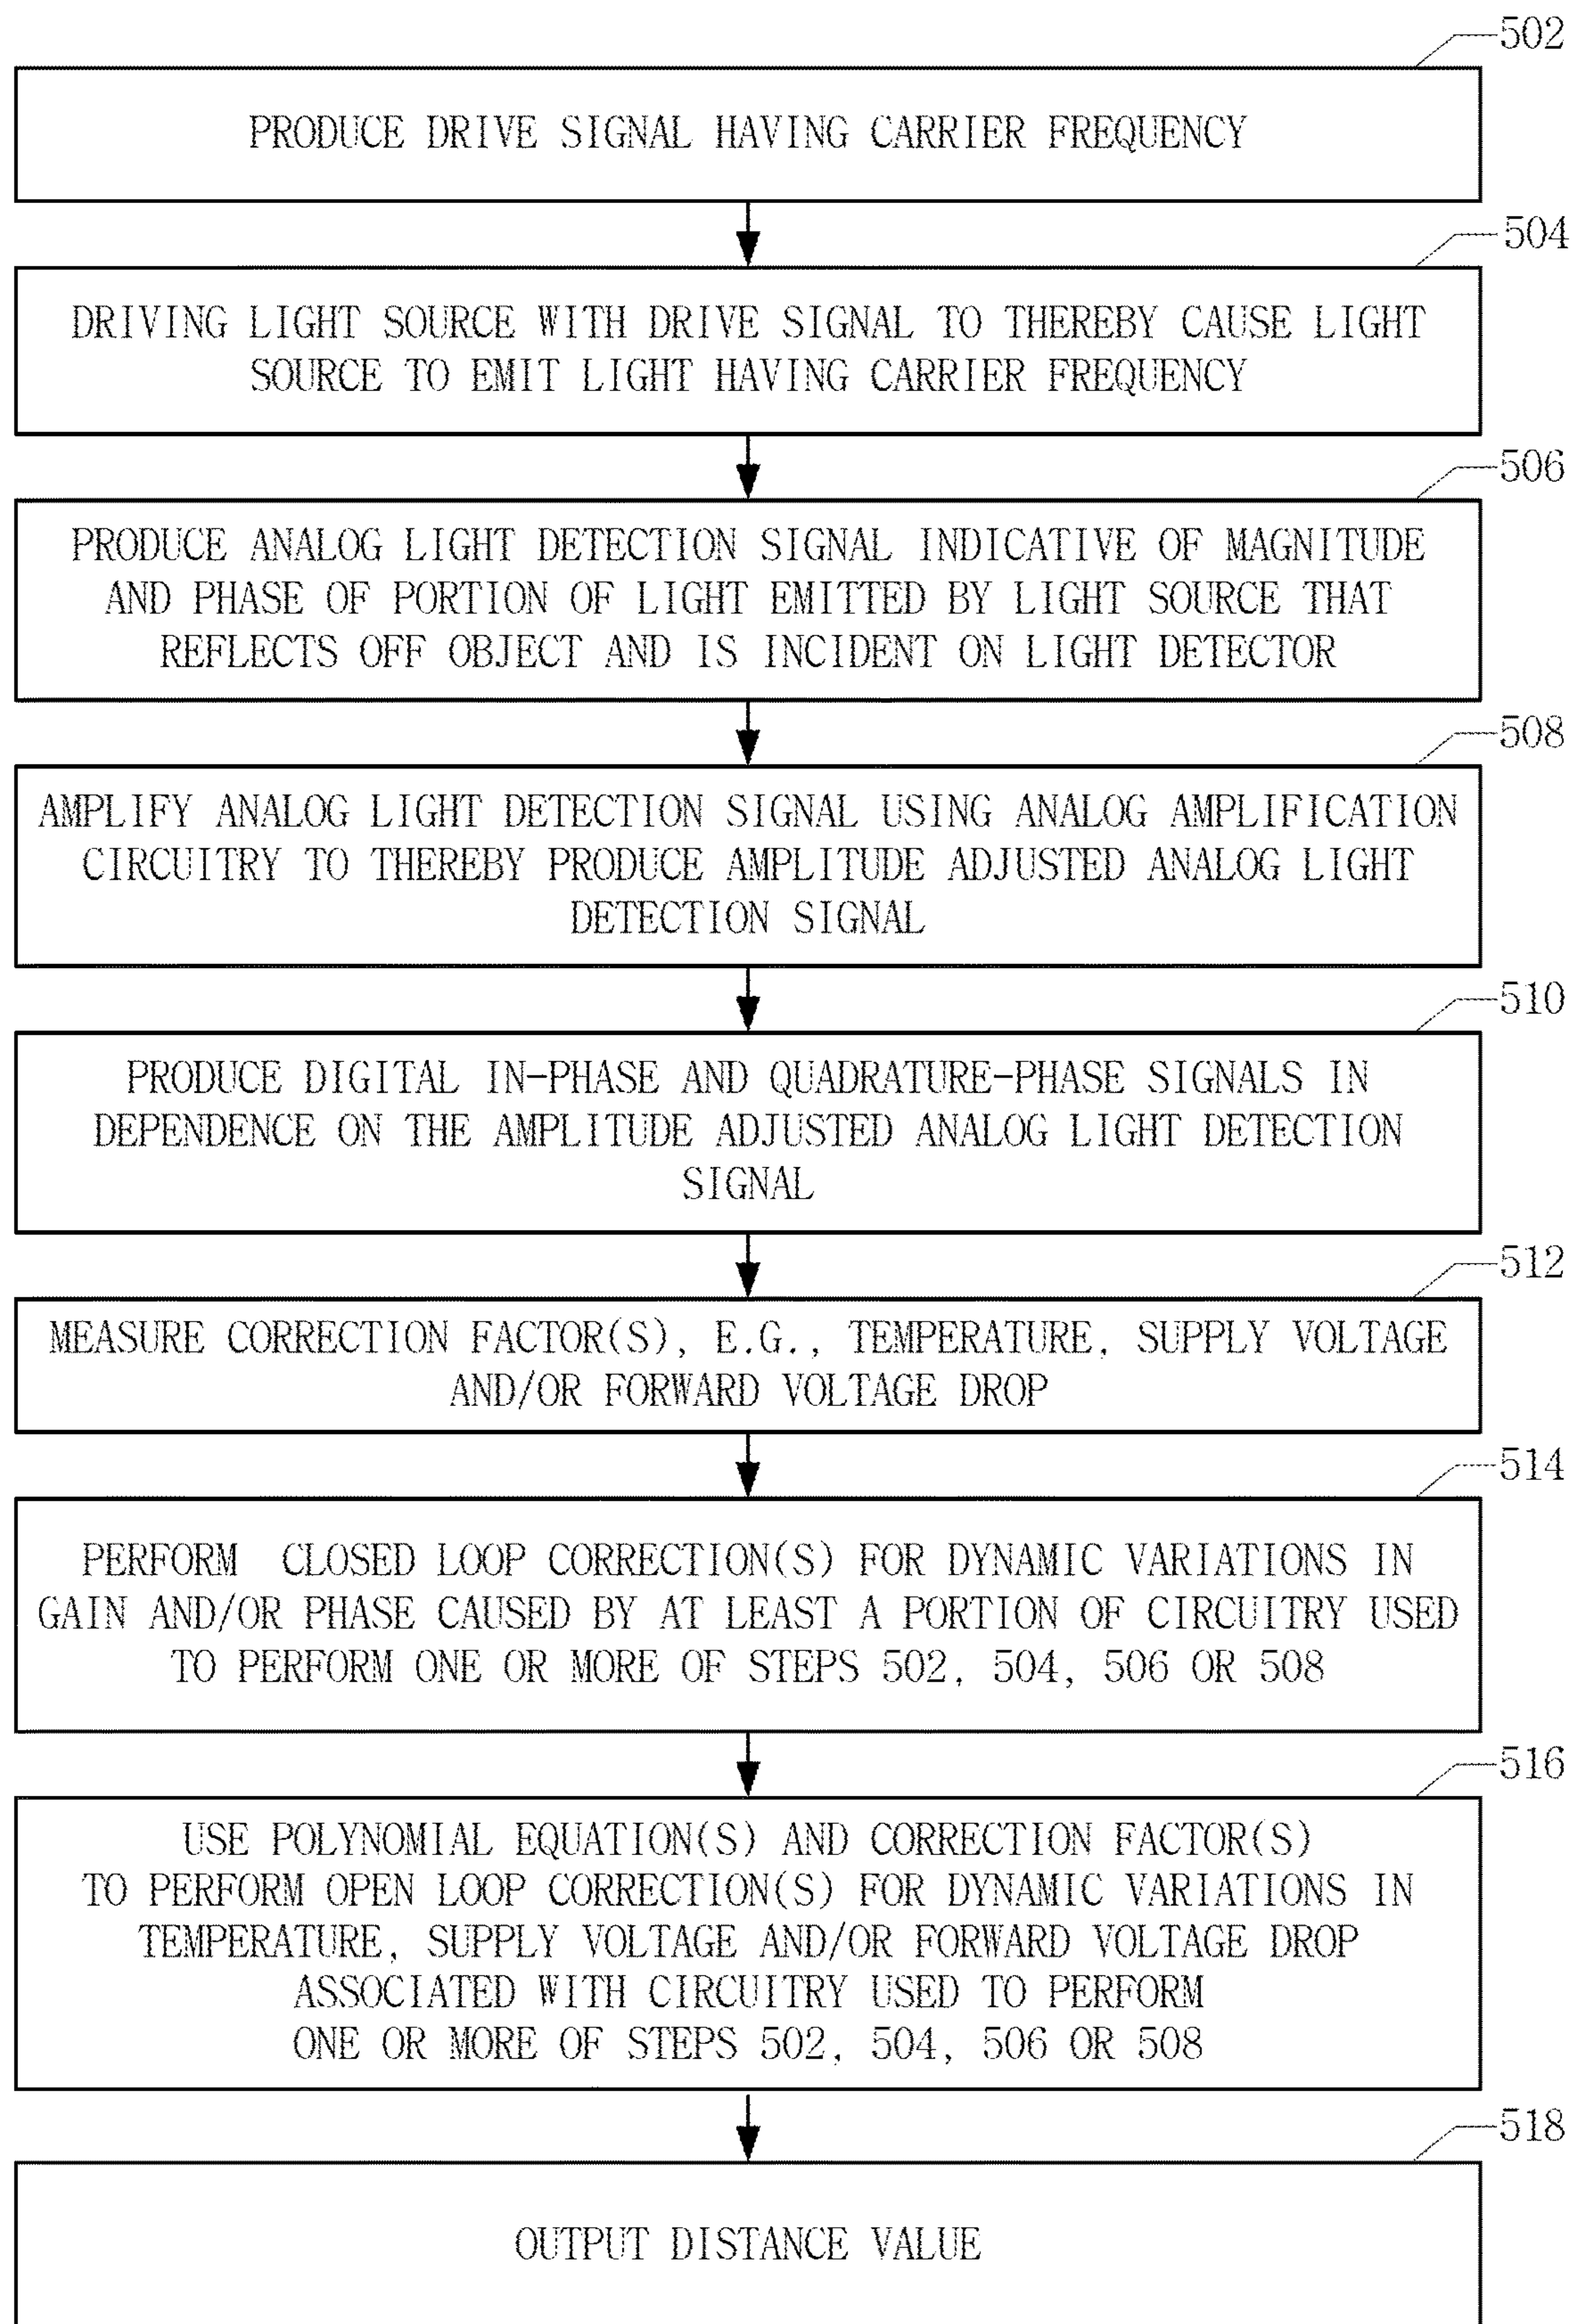 502
PRODUCE DRIVE SIGNAL HAVING CARRIER FREQUENCY
504
DRIVING LIGHT SOURCE WITH DRIVE SIGNAL TO THEREBY CAUSE LIGHT
SOURCE TO EMIT LIGHT HAVING CARRIER FREQUENCY
506
PRODUCE ANALOG LIGHT DETECTION SIGNAL INDICATIVE OF MAGNITUDE
AND PHASE OF PORTION OF LIGHT EMITTED BY LIGHT SOURCE THAT
REFLECTS OFF OBJECT AND IS INCIDENT ON LIGHT DETECTOR
508
AMPLIFY ANALOG LIGHT DETECTION SIGNAL USING ANALOG AMPLIFICATION
CIRCUITRY TO THEREBY PRODUCE AMPLITUDE ADJUSTED ANALOG LIGHT
DETECTION SIGNAL
510
PRODUCE DIGITAL IN-PHASE AND QUADRATURE-PHASE SIGNALS IN
DEPENDENCE ON THE AMPLITUDE ADJUSTED ANALOG LIGHT DETECTION
SIGNAL
512
MEASURE CORRECTION FACTOR(S), E.G., TEMPERATURE, SUPPLY VOLTAGE
AND/OR FORWARD VOLTAGE DROP
514
PERFORM CLOSED LOOP CORRECTION(S) FOR DYNAMIC VARIATIONS IN
GAIN AND/OR PHASE CAUSED BY AT LEAST A PORTION OF CIRCUITRY USED
TO PERFORM ONE OR MORE OF STEPS 502, 504, 506 OR 508
516
USE POLYNOMIAL EQUATION(S) AND CORRECTION FACTOR(S)
TO PERFORM OPEN LOOP CORRECTION(S) FOR DYNAMIC VARIATIONS IN
TEMPERATURE, SUPPLY VOLTAGE AND/OR FORWARD VOLTAGE DROP
ASSOCIATED WITH CIRCUITRY USED TO PERFORM
ONE OR MORE OF STEPS 502, 504, 506 OR 508
518
OUTPUT DISTANCE VALUE